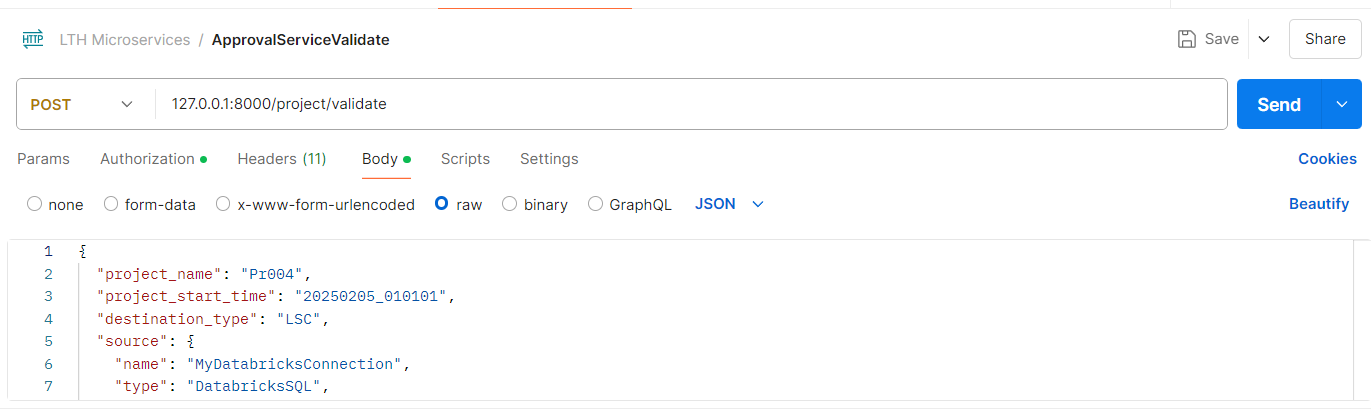 HTTP LTH Microservices / ApprovalServiceValidate Save Share
POST 127.0.0.1:8000/project/validate Send
Params Authorization Headers (11) Body Scripts Settings Cookies
none form-data x-www-form-urlencoded raw binary GraphQL JSON Beautify
1 {
2 "project_name": "Pr004",
3 "project_start_time": "20250205_010101",
4 "destination_type": "LSC",
5 "source": {
6 "name": "MyDatabricksConnection",
7 "type": "DatabricksSQL",